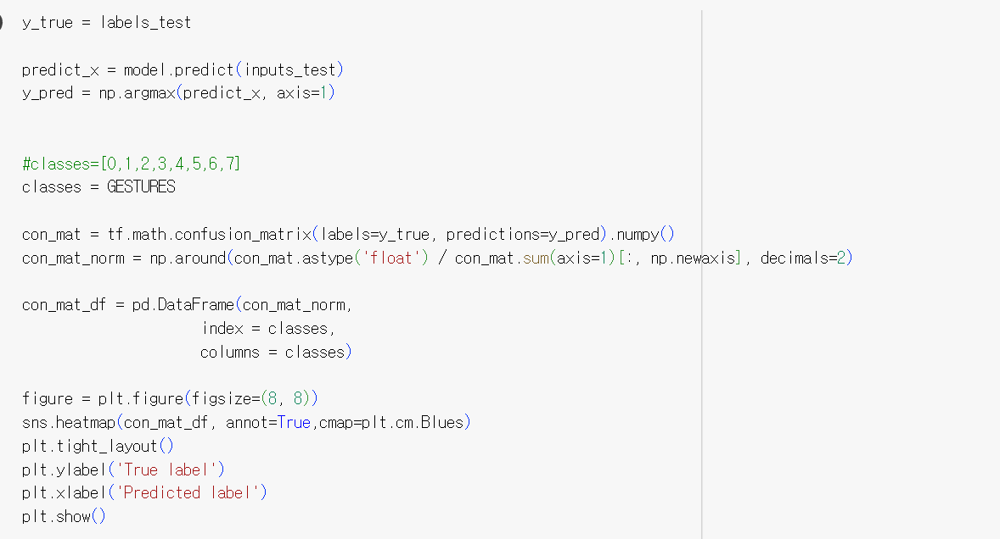 y_true = labels_test
predict_x = model.predict(inputs_test)
y_pred = np.argmax(predict_x, axis=1)
#classes=[0,1,2,3,4,5,6,7]
classes = GESTURES
con_mat = tf.math.confusion_matrix(labels=y_true, predictions=y_pred).numpy()
con_mat_norm = np.around(con_mat.astype('float') / con_mat.sum(axis=1)[:, np.newaxis], decimals=2)
con_mat_df = pd.DataFrame(con_mat_norm,
index = classes,
columns = classes)
figure = plt.figure(figsize=(8, 8))
sns.heatmap(con_mat_df, annot=True,cmap=plt.cm.Blues)
plt.tight_layout()
plt.ylabel('True label')
plt.xlabel('Predicted label')
plt.show()